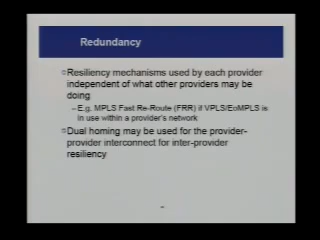 Redundancy
Resiliency mechanisms used by each provider
independent of what other providers may be
doing
– E.g. MPLS Fast Re-Route (FRR) if VPLS/EoMPLS is
in use within a provider's network
Dual homing may be used for the provider-
provider interconnect for inter-provider
resiliency